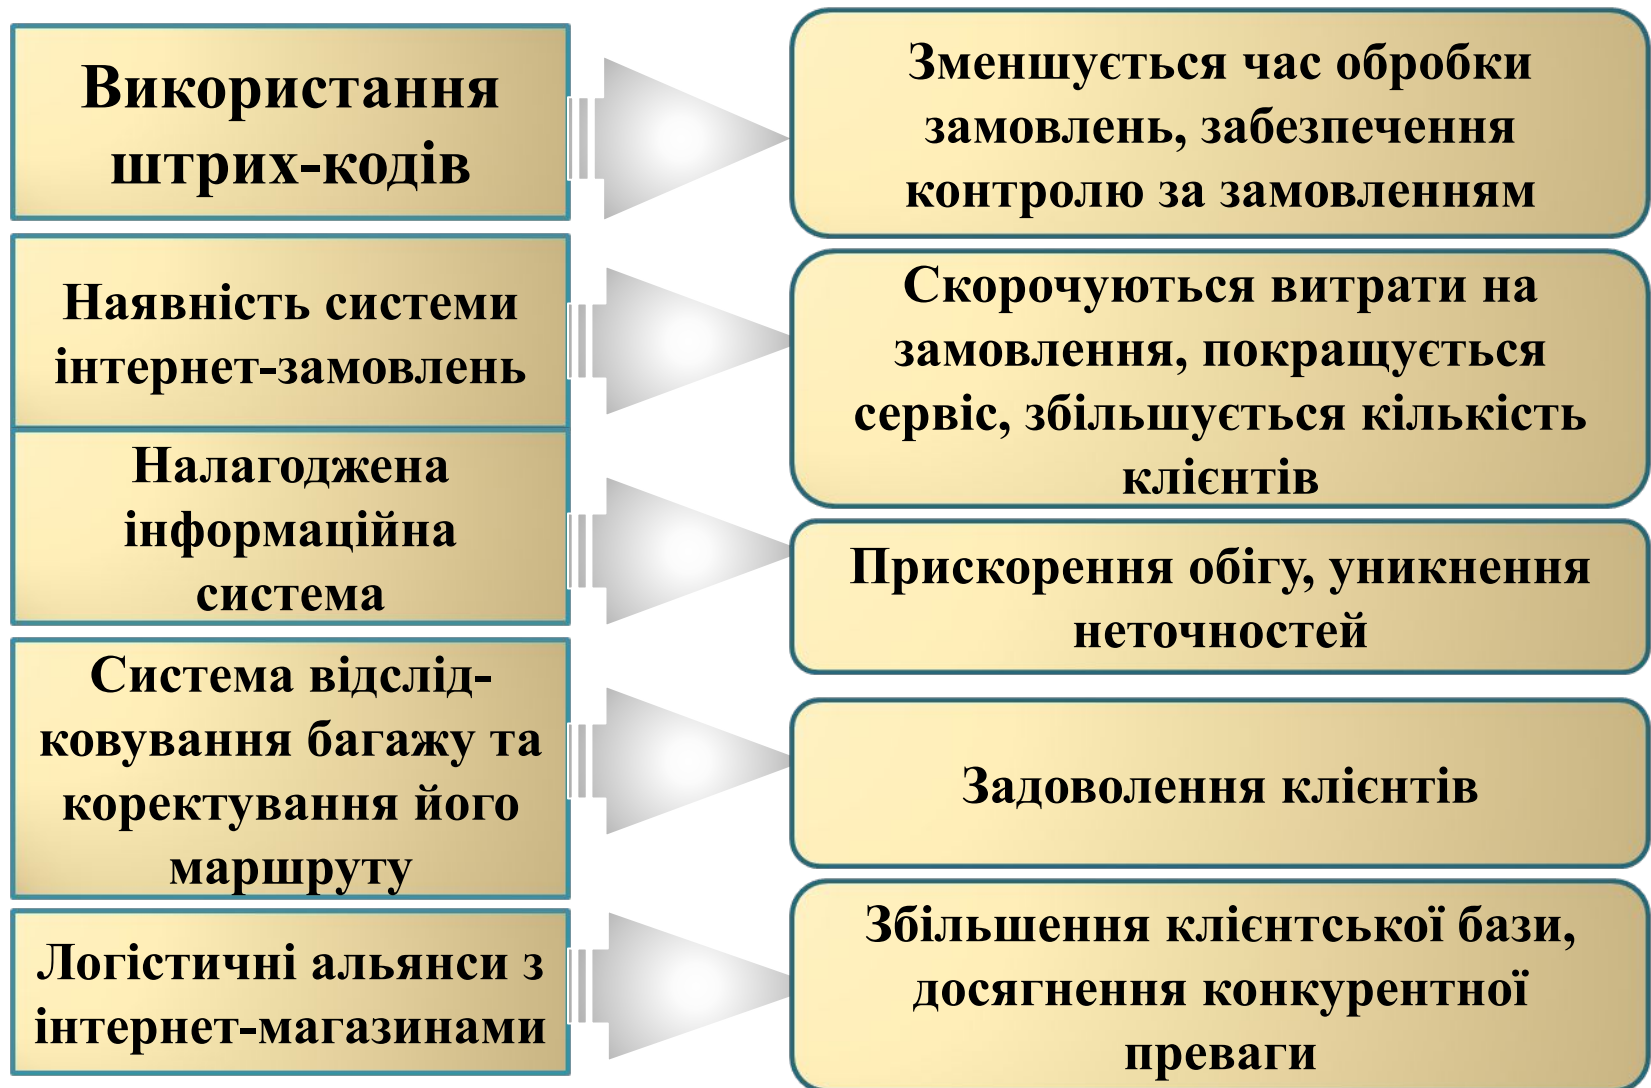 Використання
штрих-кодів
Зменшується час обробки
замовлень, забезпечення
контролю за замовленням
Наявність системи
інтернет-замовлень
Скорочуються витрати на
замовлення, покращується
сервіс, збільшується кількість
клієнтів
Налагоджена
інформаційна
система
Прискорення обігу, уникнення
неточностей
Система відслід-
ковування багажу та
коректування його
маршруту
Задоволення клієнтів
Логістичні альянси з
інтернет-магазинами
Збільшення клієнтської бази,
досягнення конкурентної
преваги